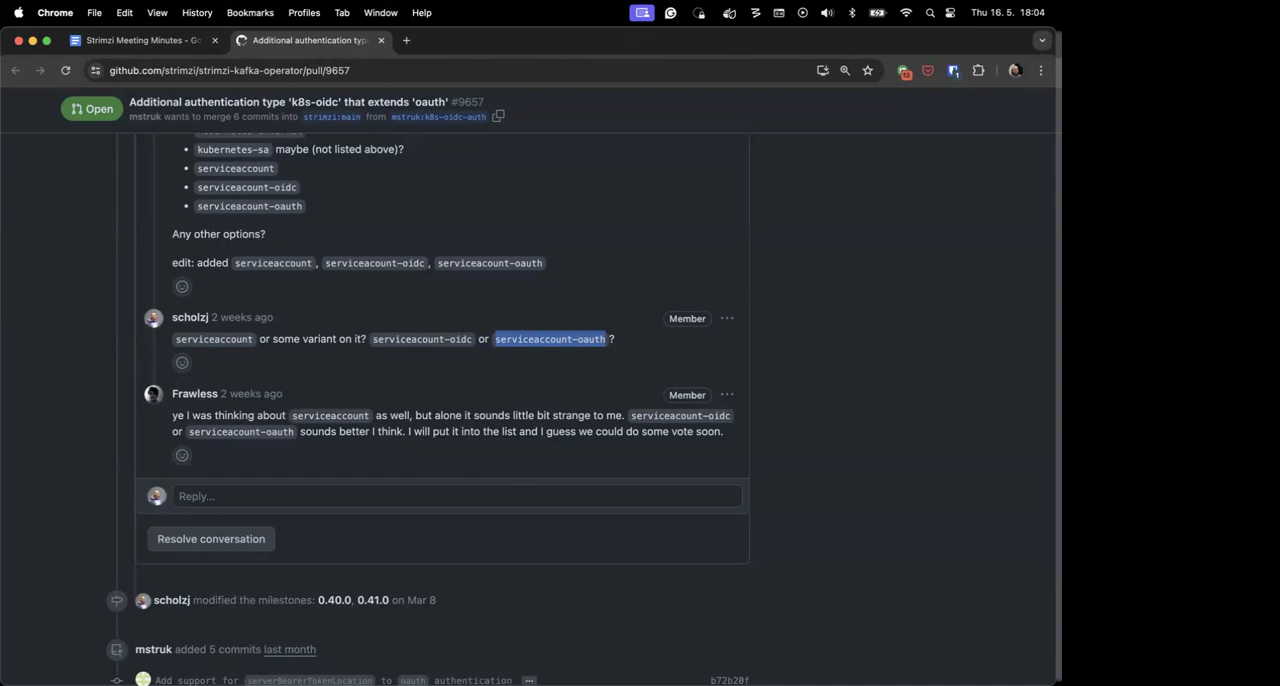 Chrome File Edit View History Bookmarks Profiles Tab Window Help Thu 16. 5. 18:04
Strimzi Meeting Minutes - Go
Additional authentication type
github.com/strimzi/strimzi-kafka-operator/pull/9657
12
1
Open
Additional authentication type 'k8s-oidc' that extends 'oauth' #9657
mstruk wants to merge 6 commits into strimzi:main from mstruk:k8s-oidc-auth
kubernetes-sa maybe (not listed above)?
serviceaccount
serviceacount-oidc
serviceacount-oauth
Any other options?
edit: added serviceaccount, serviceacount-oidc, serviceacount-oauth
scholzj 2 weeks ago Member
serviceaccount or some variant on it? serviceaccount-oidc or serviceaccount-oauth?
Frawless 2 weeks ago Member
ye I was thinking about serviceaccount as well, but alone it sounds little bit strange to me. serviceacount-oidc
or serviceacount-oauth sounds better I think. I will put it into the list and I guess we could do some vote soon.
Reply...
Resolve conversation
scholzj modified the milestones: 0.40.0, 0.41.0 on Mar 8
mstruk added 5 commits last month
Add support for serverBearerTokenLocation to oauth authentication b72b20f